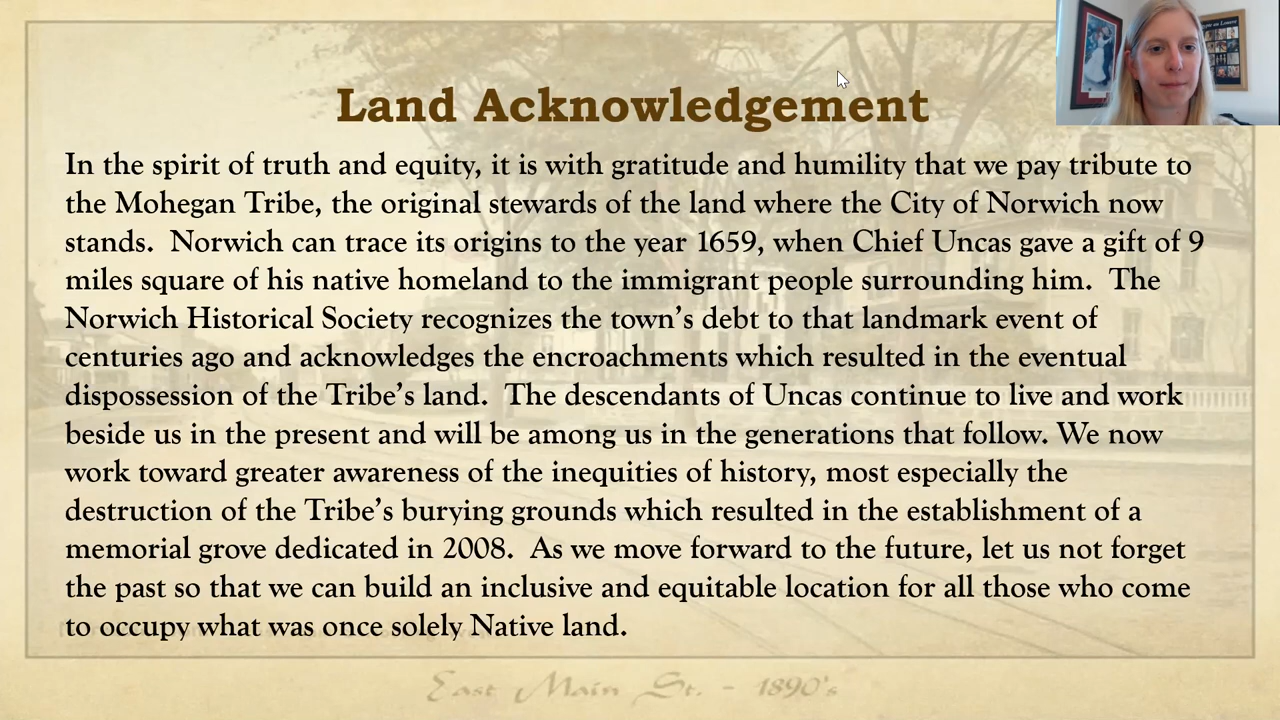 Land Acknowledgement
In the spirit of truth and equity, it is with gratitude and humility that we pay tribute to
the Mohegan Tribe, the original stewards of the land where the City of Norwich now
stands.  Norwich can trace its origins to the year 1659, when Chief Uncas gave a gift of 9
miles square of his native homeland to the immigrant people surrounding him.  The
Norwich Historical Society recognizes the town’s debt to that landmark event of
centuries ago and acknowledges the encroachments which resulted in the eventual
dispossession of the Tribe’s land.  The descendants of Uncas continue to live and work
beside us in the present and will be among us in the generations that follow. We now
work toward greater awareness of the inequities of history, most especially the
destruction of the Tribe’s burying grounds which resulted in the establishment of a
memorial grove dedicated in 2008.  As we move forward to the future, let us not forget
the past so that we can build an inclusive and equitable location for all those who come
to occupy what was once solely Native land.
East Main St. - 1890's